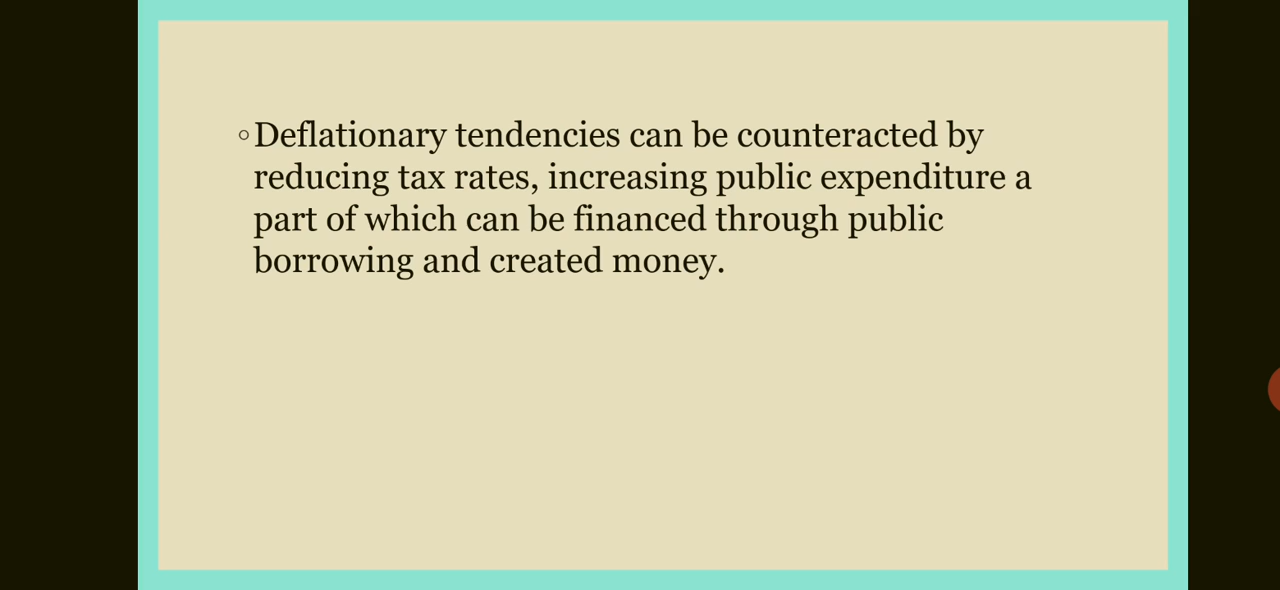 ◦Deflationary tendencies can be counteracted by
reducing tax rates, increasing public expenditure a
part of which can be financed through public
borrowing and created money.